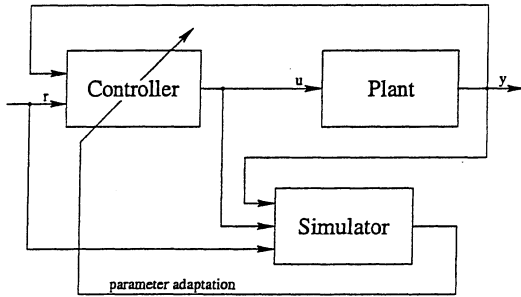 r
Controller
u
Plant
y
Simulator
parameter adaptation